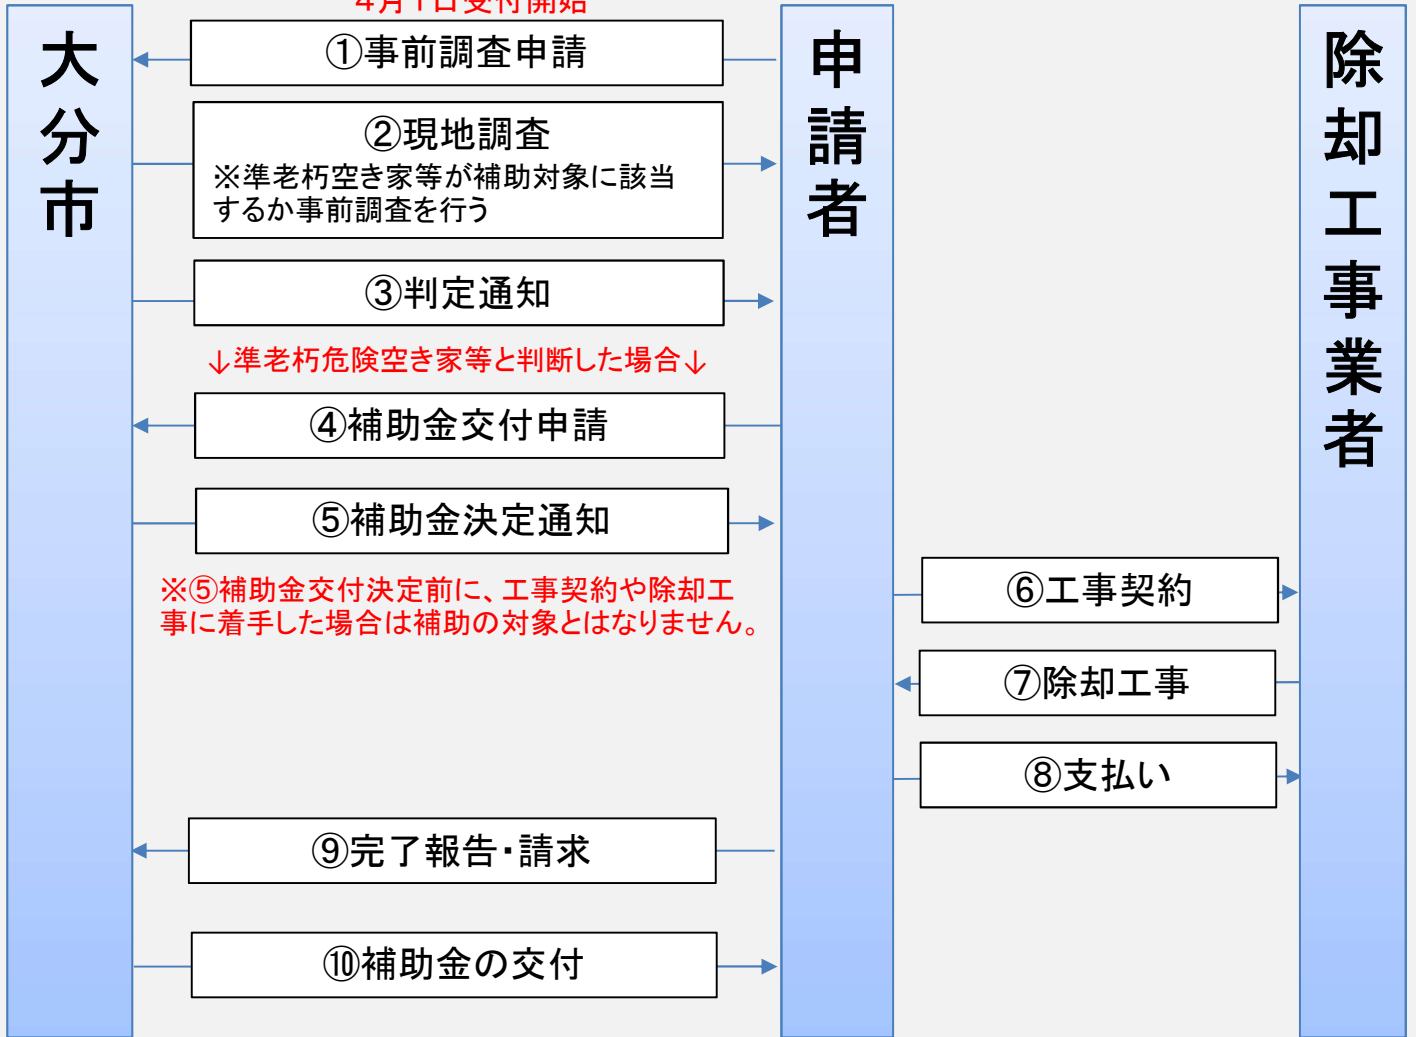 4月1日受付開始
大分市
申請者
除却工事業者
①事前調査申請
②現地調査
※準老朽空き家等が補助対象に該当
するか事前調査を行う
③判定通知
↓準老朽危険空き家等と判断した場合↓
④補助金交付申請
⑤補助金決定通知
※⑤補助金交付決定前に、工事契約や除却工
事に着手した場合は補助の対象とはなりません。
⑥工事契約
⑦除却工事
⑧支払い
⑨完了報告・請求
⑩補助金の交付